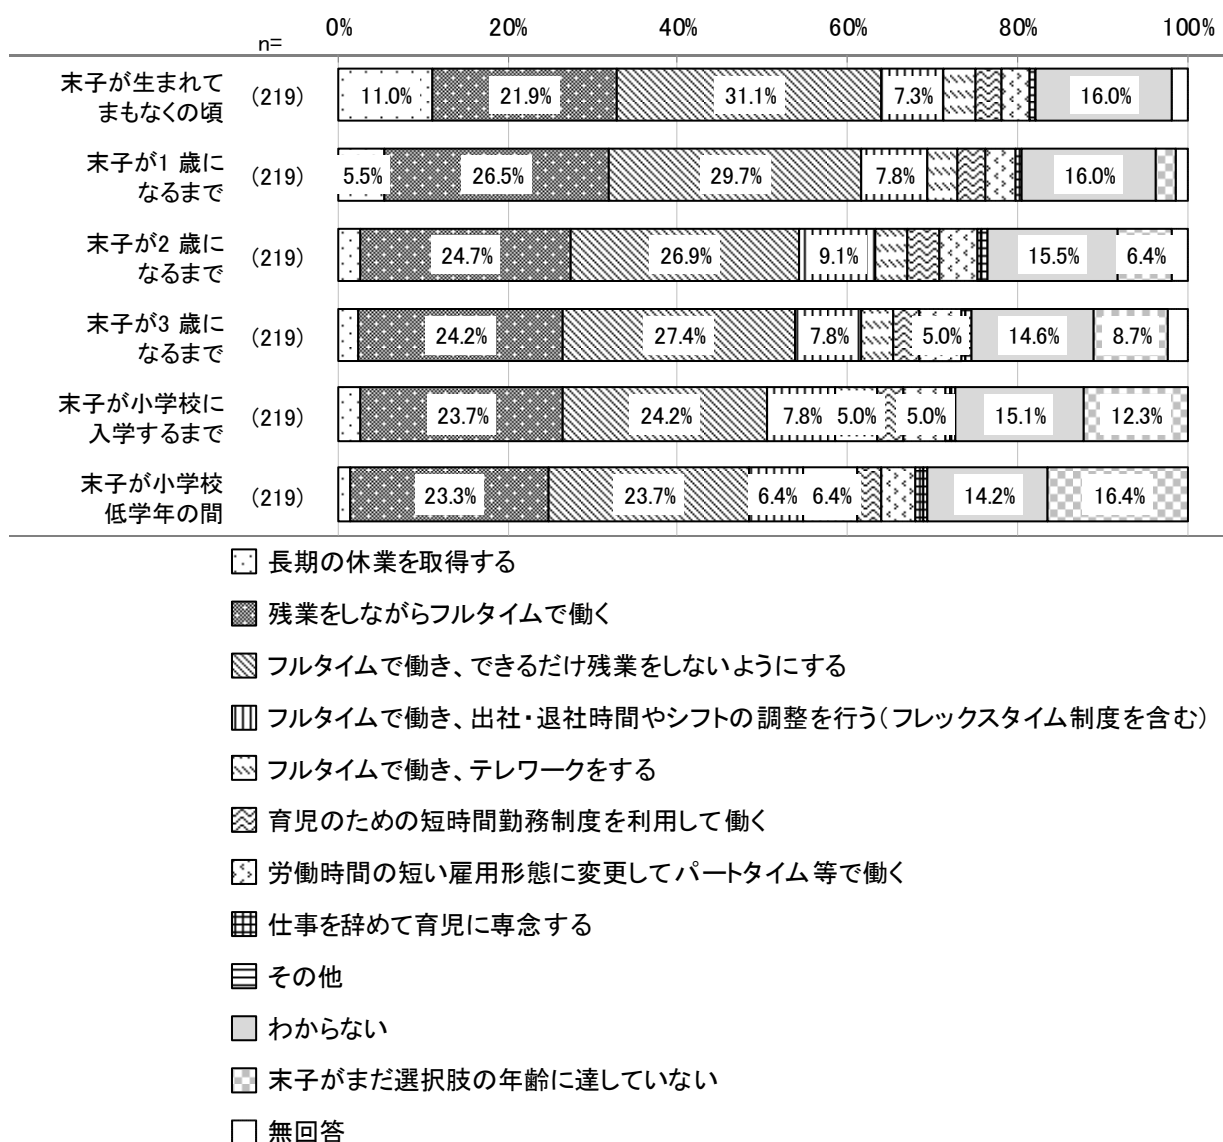 0% 20% 40% 60% 80% 100%
n=
末子が生まれて
まもなくの頃
(219) 11.0% 21.9% 31.1% 7.3% 16.0%
末子が1 歳に
なるまで
(219) 5.5% 26.5% 29.7% 7.8% 16.0%
末子が2 歳に
なるまで
(219) 24.7% 26.9% 9.1% 15.5% 6.4%
末子が3 歳に
なるまで
(219) 24.2% 27.4% 7.8% 5.0% 14.6% 8.7%
末子が小学校に
入学するまで
(219) 23.7% 24.2% 7.8% 5.0% 5.0% 15.1% 12.3%
末子が小学校
低学年の間
(219) 23.3% 23.7% 6.4% 6.4% 14.2% 16.4%
長期の休業を取得する
残業をしながらフルタイムで働く
フルタイムで働き、できるだけ残業をしないようにする
フルタイムで働き、出社・退社時間やシフトの調整を行う(フレックスタイム制度を含む)
フルタイムで働き、テレワークをする
育児のための短時間勤務制度を利用して働く
労働時間の短い雇用形態に変更してパートタイム等で働く
仕事を辞めて育児に専念する
その他
わからない
末子がまだ選択肢の年齢に達していない
無回答